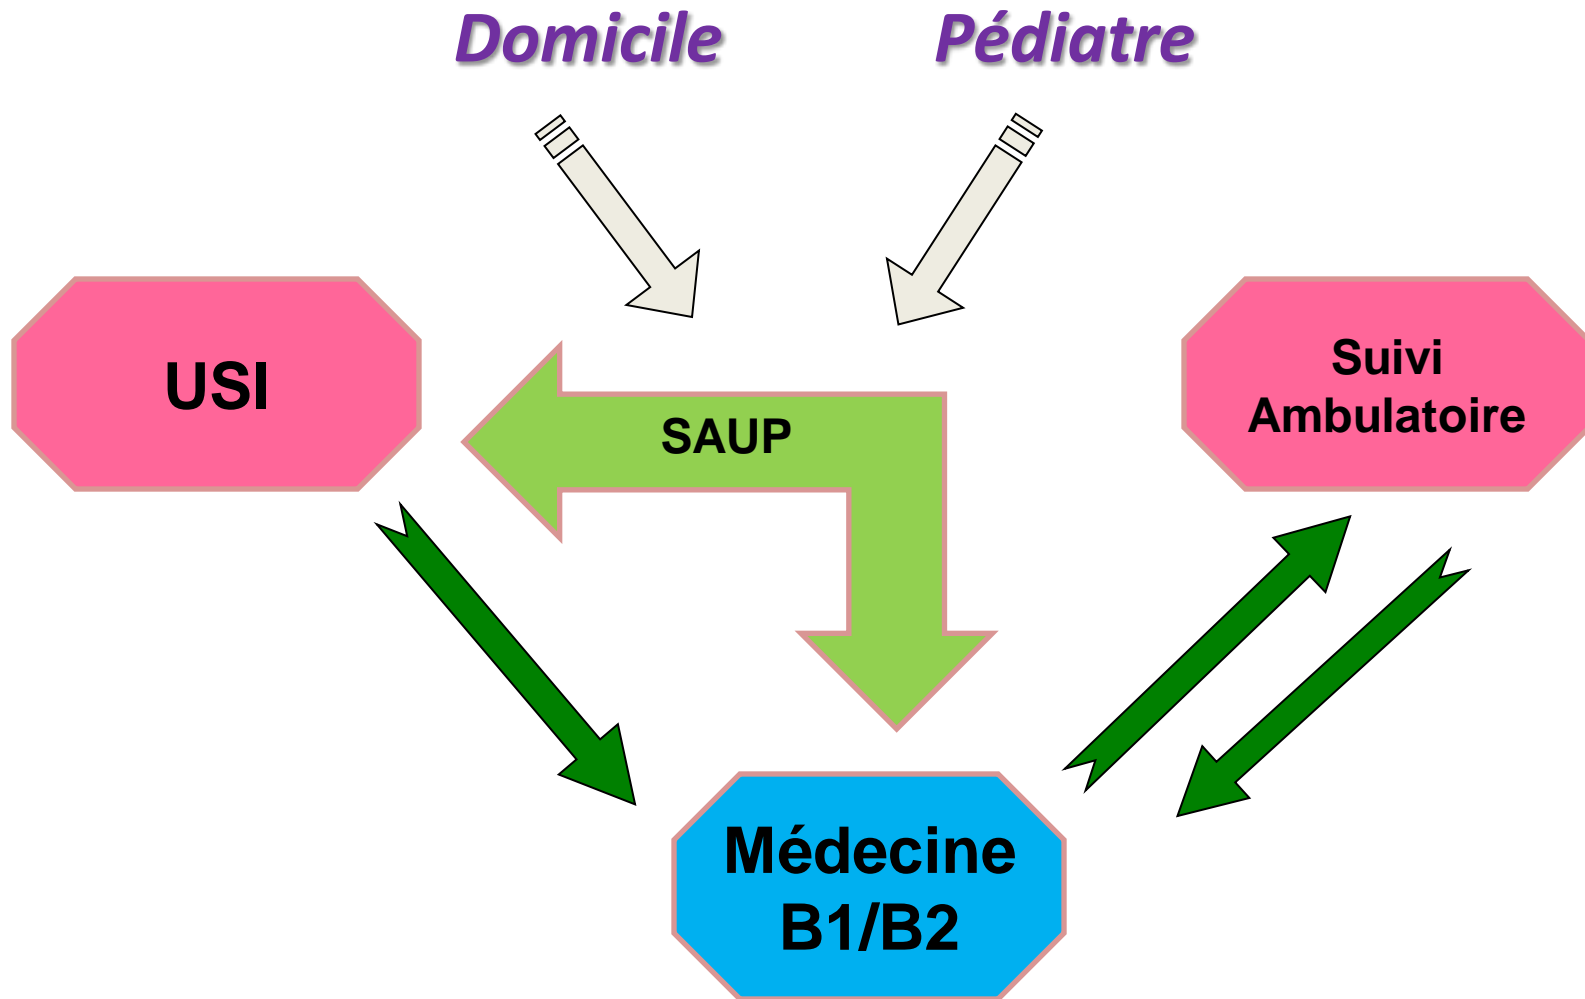 Domicile
Pédiatre
USI
SAUP
Suivi
Ambulatoire
Médecine
B1/B2